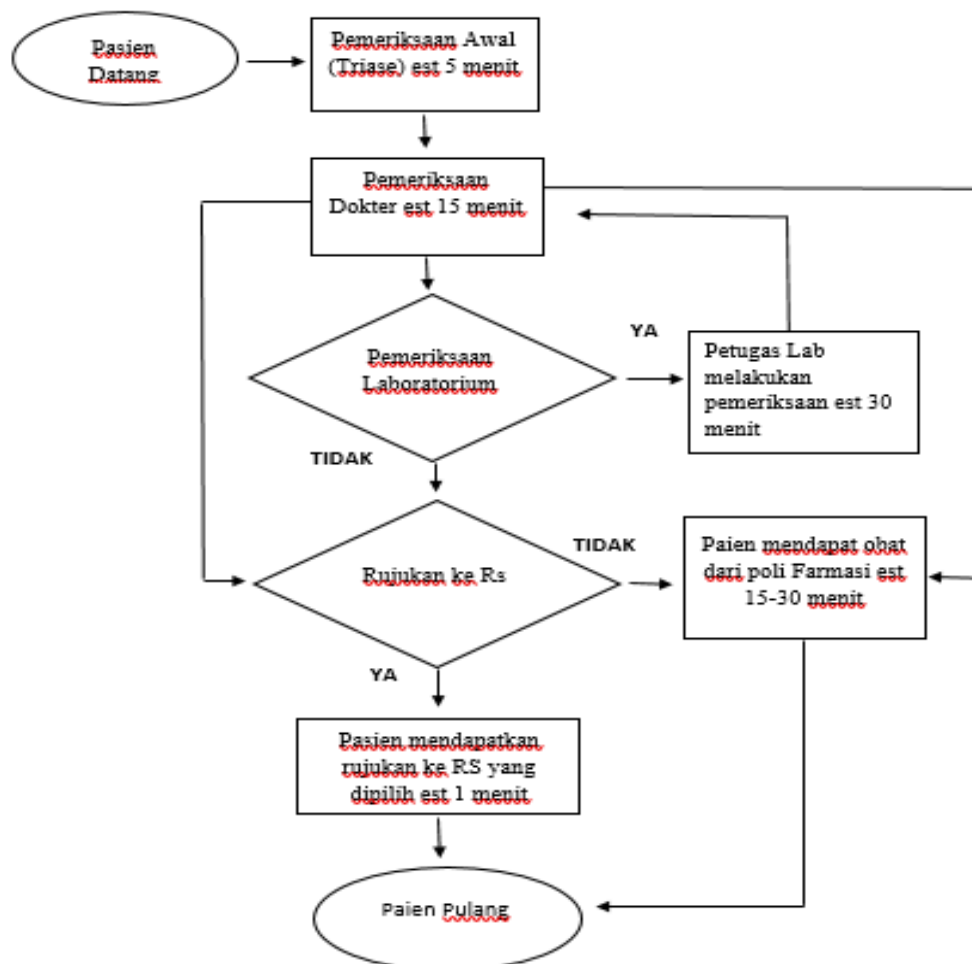 Pasien
Datang
Pemeriksaan Awal
(Triase) est 5 menit
Pemeriksaan
Dokter est 15 menit
Pemeriksaan
Laboratorium
YA
Petugas Lab
melakukan
pemeriksaan est 30
menit
TIDAK
Rujukan ke Rs
TIDAK
Paien mendapat obat
dari poli Farmasi est
15-30 menit
YA
Pasien mendapatkan
rujukan ke RS yang
dipilih est 1 menit
Paien Pulang